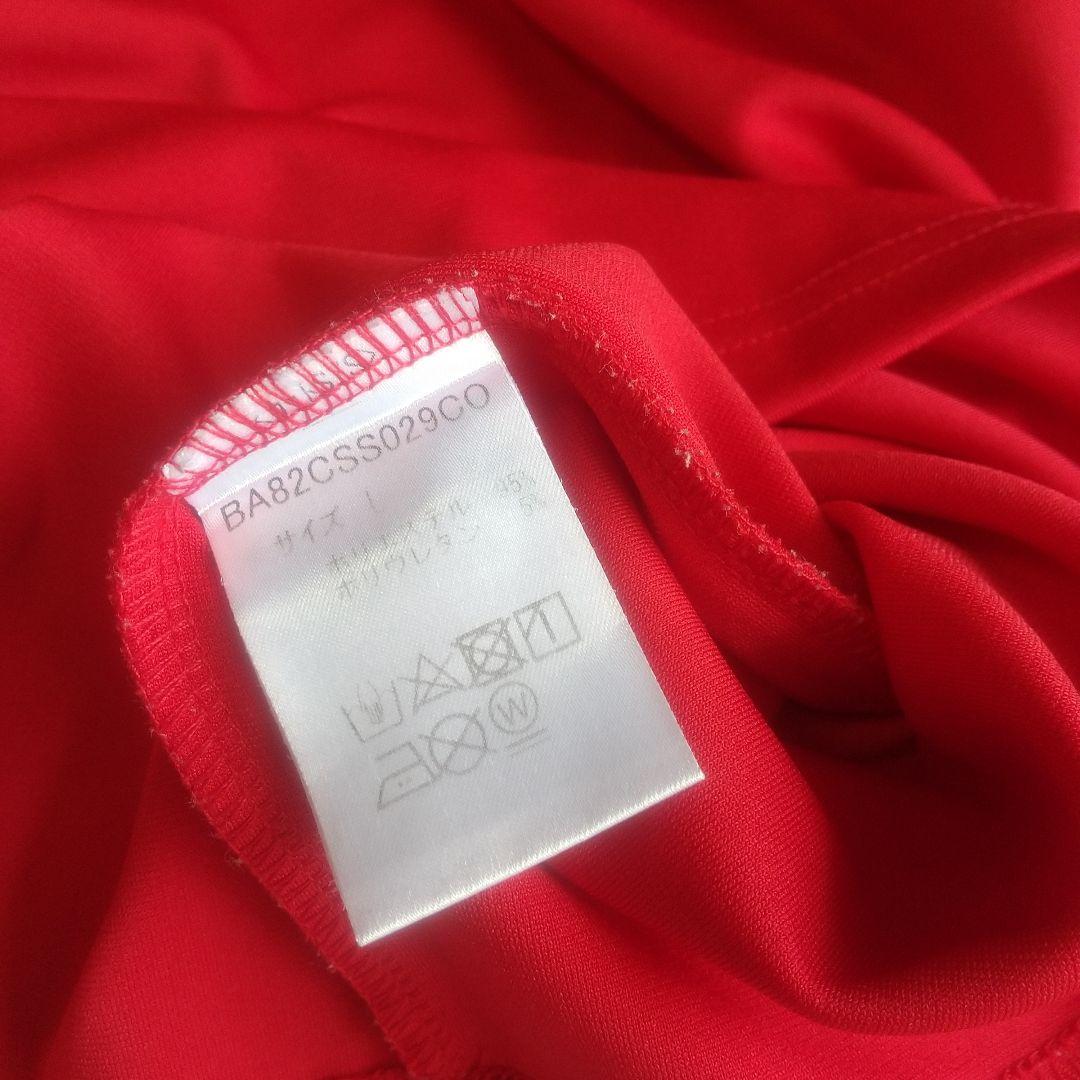 BA82CSS029CO
サイズ L
ポリエステル 95%
ポリウレタン 5%
W